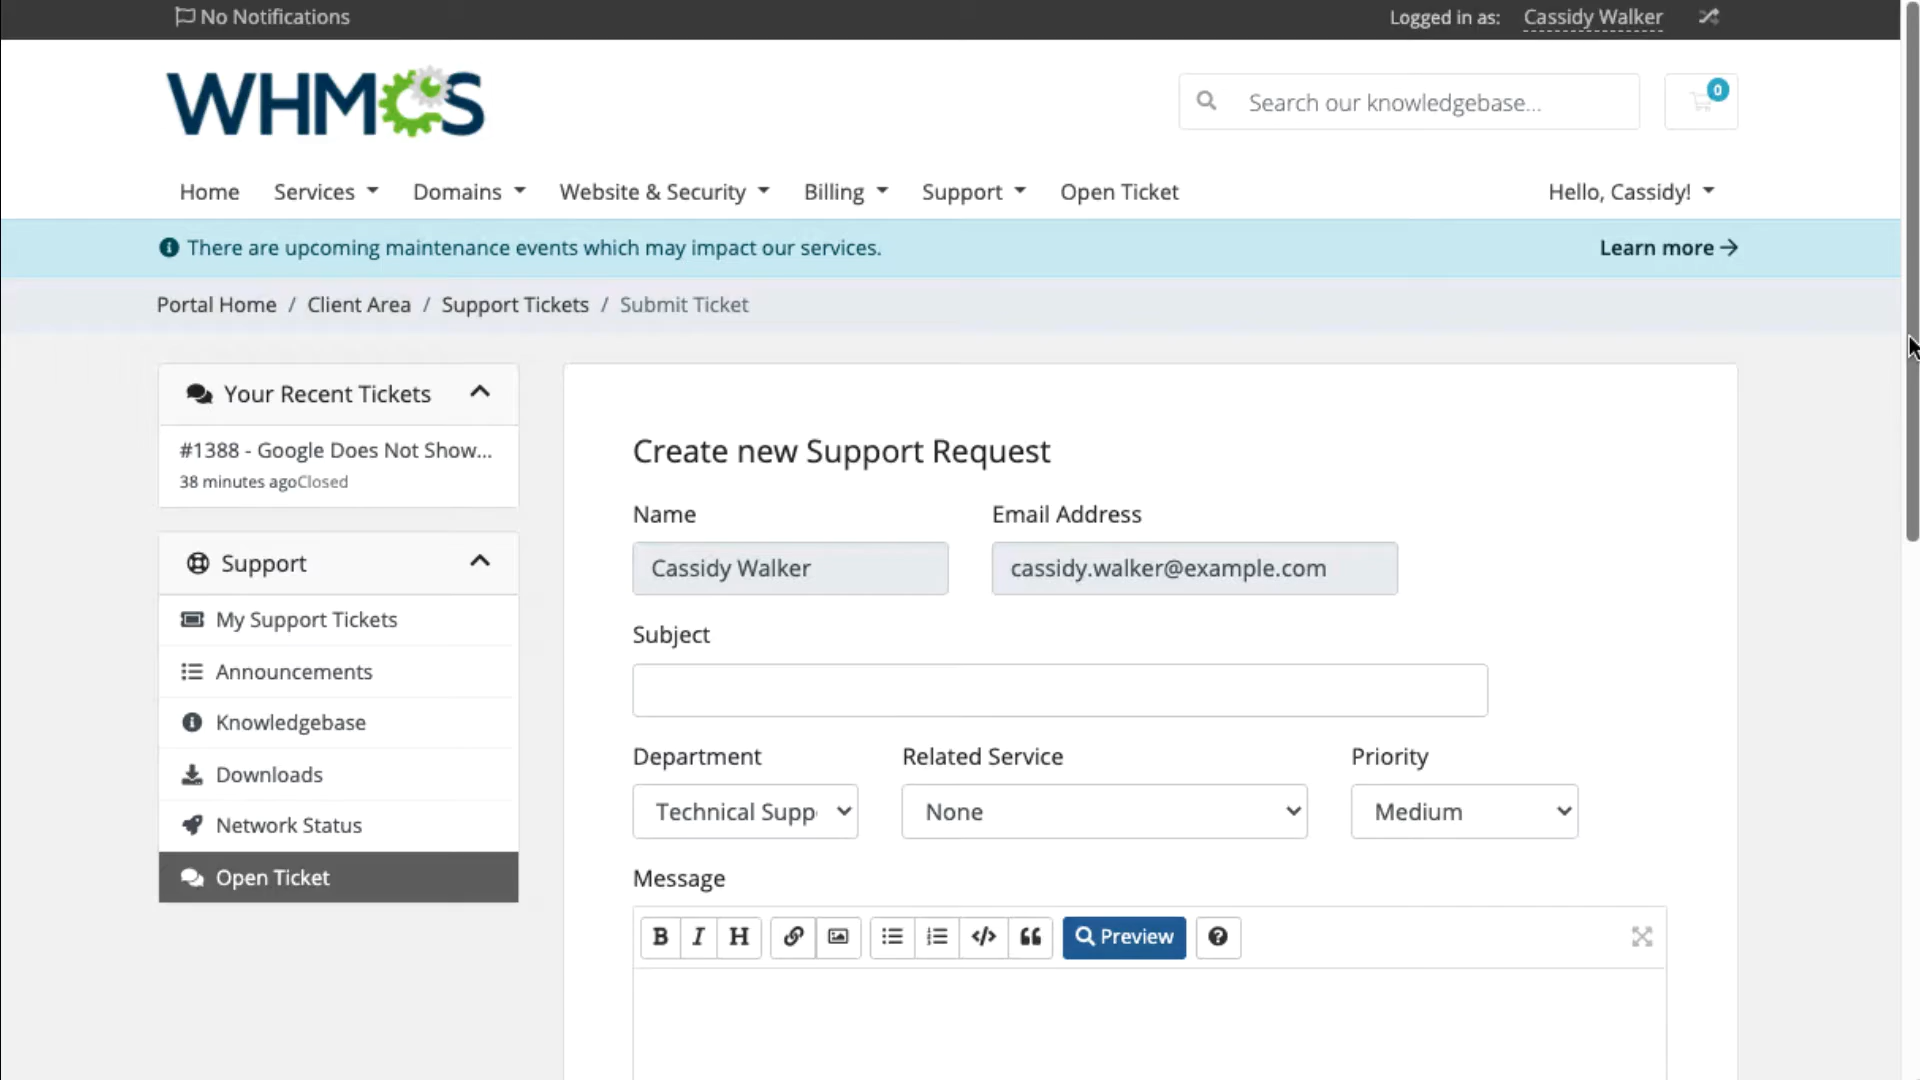 No Notifications
Logged in as: Cassidy Walker
WHMCS
Search our knowledgebase...
0
Home Services Domains Website & Security Billing Support Open Ticket Hello, Cassidy!
There are upcoming maintenance events which may impact our services. Learn more
Portal Home / Client Area / Support Tickets / Submit Ticket
Your Recent Tickets
#1388 - Google Does Not Show...
38 minutes agoClosed
Support
My Support Tickets
Announcements
Knowledgebase
Downloads
Network Status
Open Ticket
Create new Support Request
Name Email Address
Cassidy Walker cassidy.walker@example.com
Subject
Department Related Service Priority
Technical Supp None Medium
Message
B I H Preview